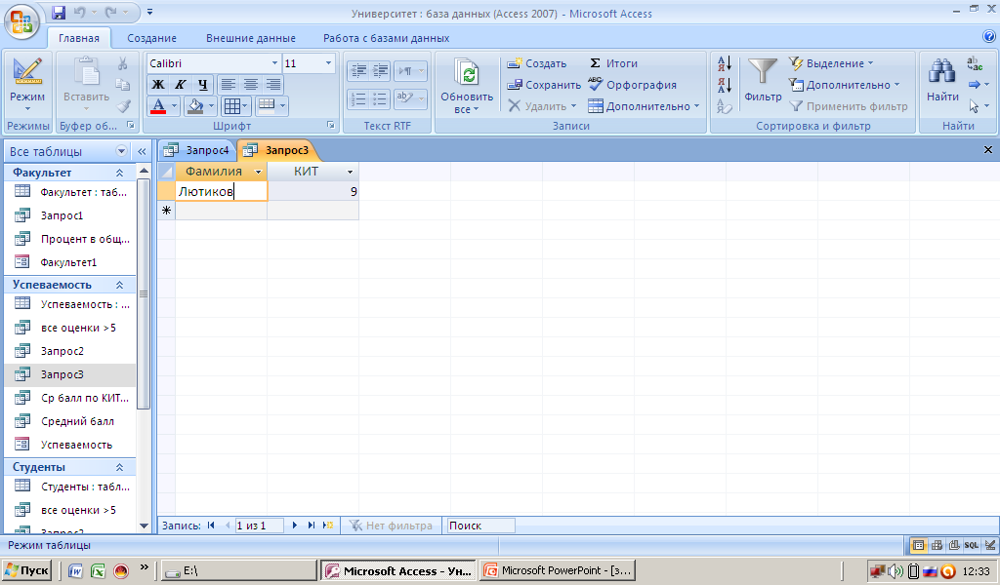 Университет : база данных (Access 2007) - Microsoft Access
Главная Создание Внешние данные Работа с базами данных
Режим
Режимы
Вставить
Буфер об...
Calibri 11
Ж К Ч
А
Шрифт
Текст RTF
Обновить все
Создать
Сохранить
Удалить
Итоги
Орфография
Дополнительно
Записи
Фильтр
Выделение
Дополнительно
Применить фильтр
Сортировка и фильтр
Найти
Найти
Все таблицы
Факультет
Факультет : таб...
Запрос1
Процент в общ...
Факультет1
Успеваемость
Успеваемость : ...
все оценки >5
Запрос2
Запрос3
Ср балл по КИТ...
Средний балл
Успеваемость
Студенты
Студенты : табл...
все оценки >5
Запрос2
Запрос4 Запрос3
Фамилия КИТ
Лютиков 9
Запись: 1 из 1 Нет фильтра Поиск
Режим таблицы SQL
Пуск E:\ Microsoft Access - Ун... Microsoft PowerPoint - [з... 12:33